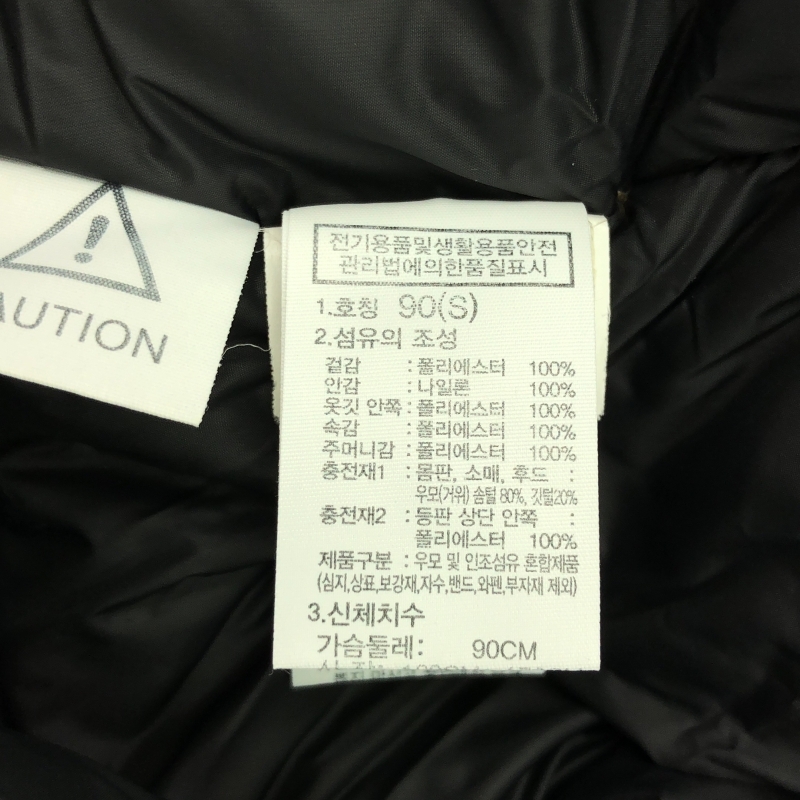 AUTION
전기용품및생활용품안전
관리법에의한품질표시
1.호칭 90(S)
2.섬유의 조성
겉감 : 폴리에스터 100%
안감 : 나일론 100%
옷깃 안쪽 : 폴리에스터 100%
속감 : 폴리에스터 100%
주머니감 : 폴리에스터 100%
충전재1 : 몸판, 소매, 후드 :
우모(거위) 솜털 80%, 깃털20%
충전재2 : 등판 상단 안쪽 :
폴리에스터 100%
제품구분 : 우모 및 인조섬유 혼합제품
(심지,상표,보강재,자수,밴드,와펜,부자재 제외)
3.신체치수
가슴둘레: 90CM